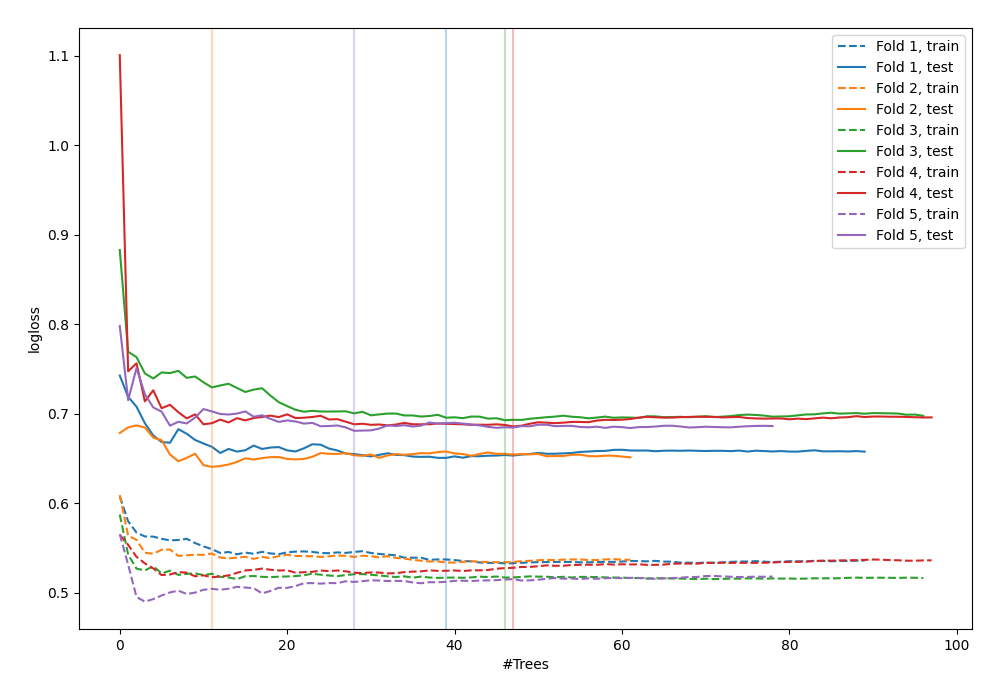 1.1
1.0
0.9
0.8
0.7
0.6
0.5
logloss
0
20
40
60
80
100
#Trees
Fold 1, train
Fold 1, test
Fold 2, train
Fold 2, test
Fold 3, train
Fold 3, test
Fold 4, train
Fold 4, test
Fold 5, train
Fold 5, test